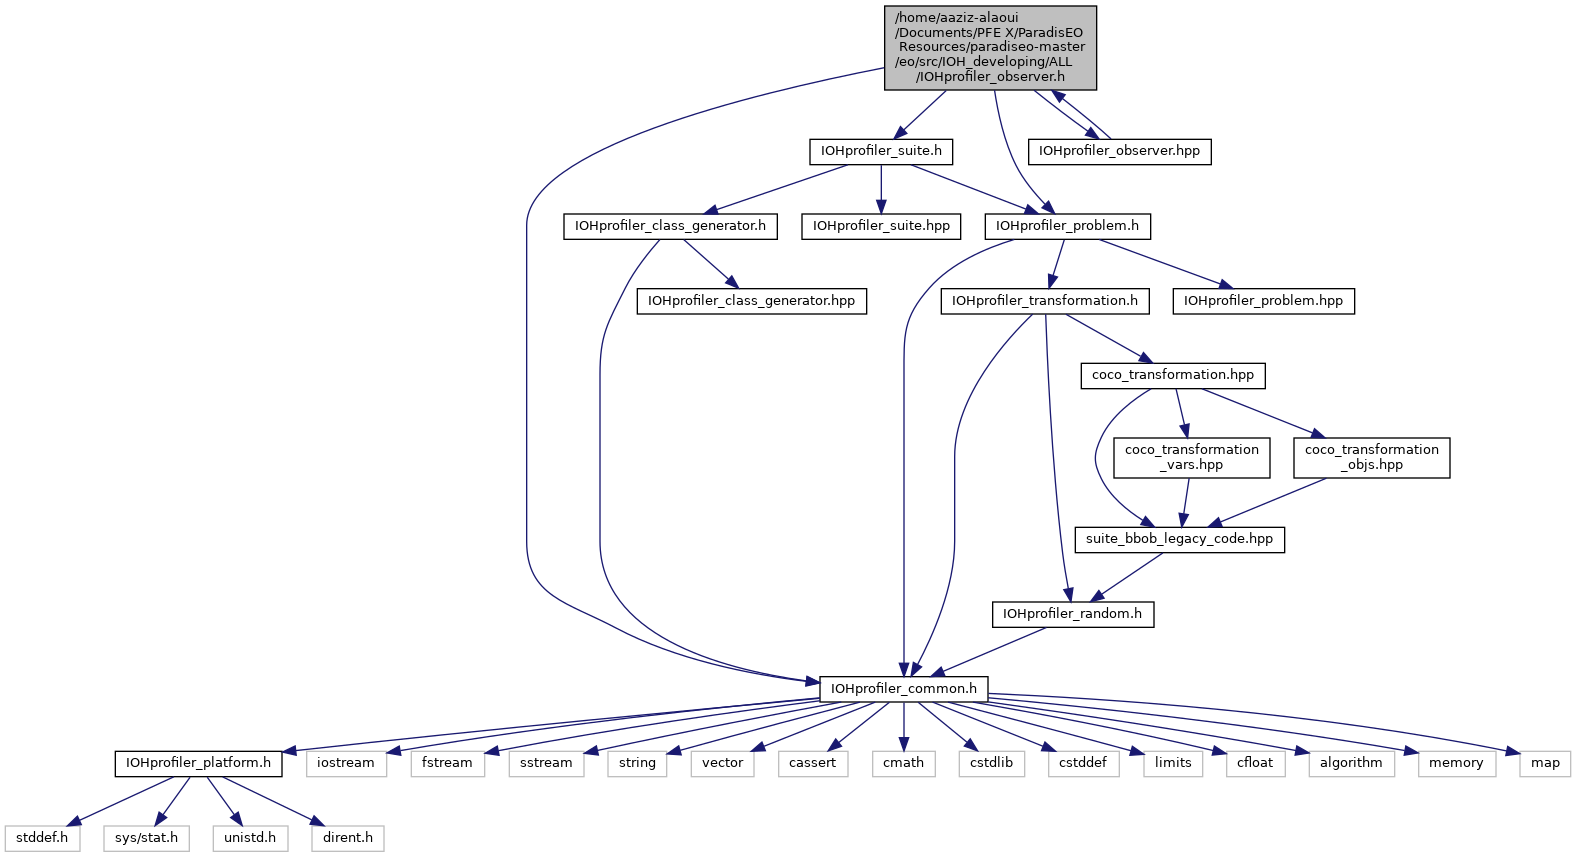 /home/aaziz-alaoui
/Documents/PFE X/ParadisEO
Resources/paradiseo-master
/eo/src/IOH_developing/ALL
/IOHprofiler_observer.h
IOHprofiler_suite.h
IOHprofiler_observer.hpp
IOHprofiler_class_generator.h
IOHprofiler_suite.hpp
IOHprofiler_problem.h
IOHprofiler_class_generator.hpp
IOHprofiler_transformation.h
IOHprofiler_problem.hpp
coco_transformation.hpp
coco_transformation
_vars.hpp
coco_transformation
_objs.hpp
suite_bbob_legacy_code.hpp
IOHprofiler_random.h
IOHprofiler_common.h
IOHprofiler_platform.h
iostream
fstream
sstream
string
vector
cassert
cmath
cstdlib
cstddef
limits
cfloat
algorithm
memory
map
stddef.h
sys/stat.h
unistd.h
dirent.h